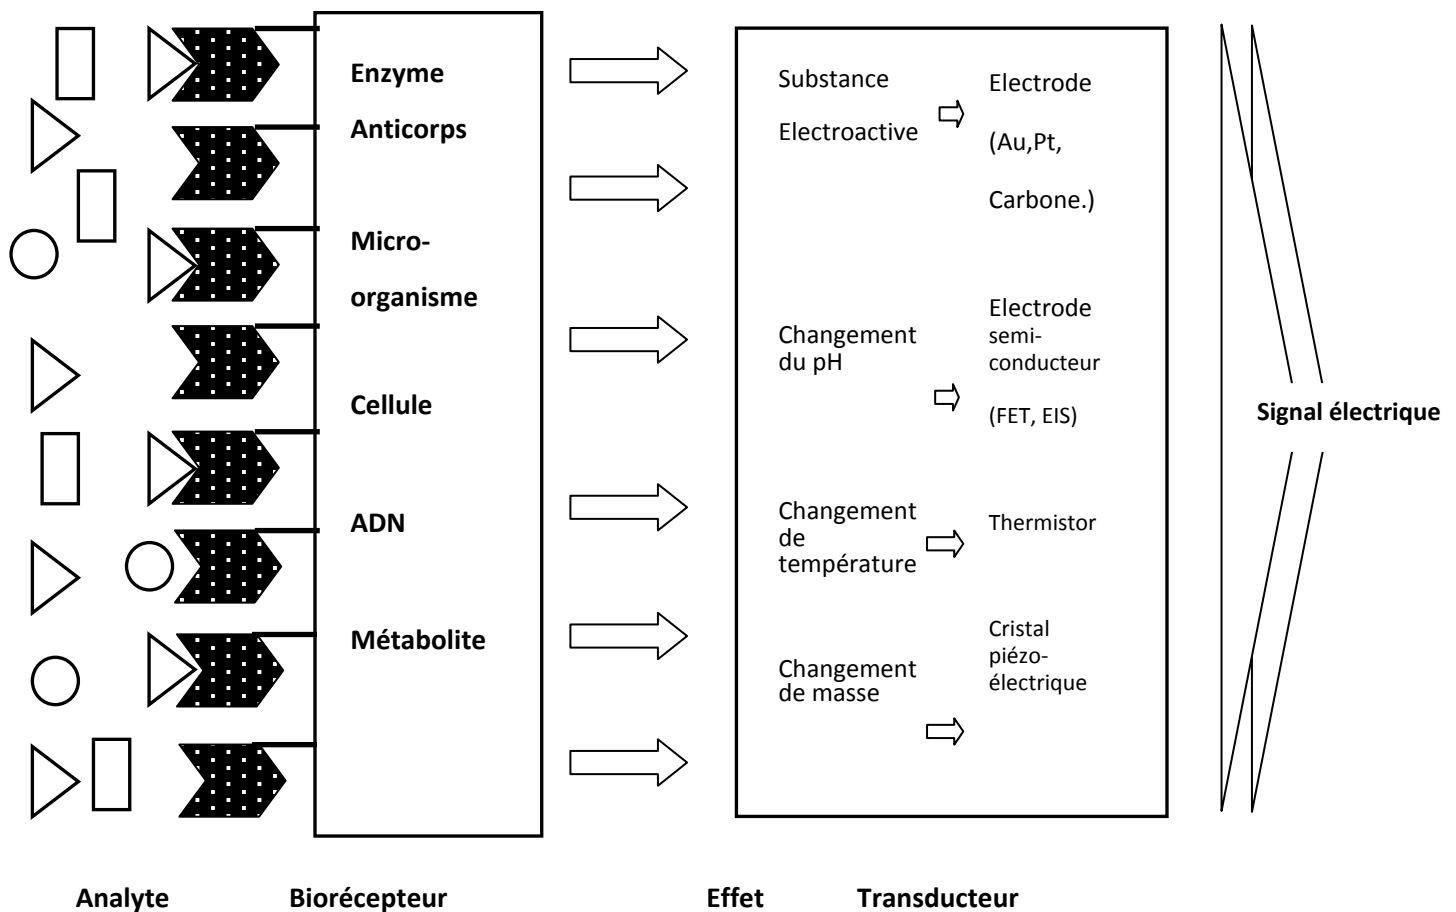 Enzyme
Anticorps
Micro-
organisme
Cellule
ADN
Métabolite
Substance
Electroactive
Electrode
(Au,Pt,
Carbone.)
Changement
du pH
Electrode
semi-
conducteur
(FET, EIS)
Changement
de
température
Thermistor
Changement
de masse
Cristal
piézo-
électrique
Signal électrique
Analyte
Biorécepteur
Effet
Transducteur